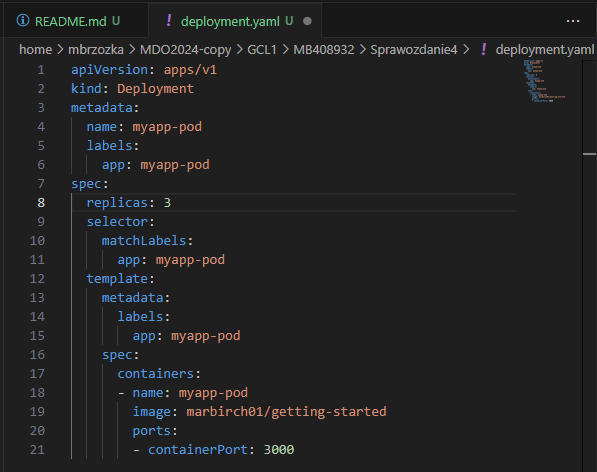 README.md U
deployment.yaml U
home > mbrzozka > MDO2024-copy > GCL1 > MB408932 > Sprawozdanie4 > ! deployment.yaml
1 apiVersion: apps/v1
2 kind: Deployment
3 metadata:
4   name: myapp-pod
5   labels:
6     app: myapp-pod
7 spec:
8   replicas: 3
9   selector:
10     matchLabels:
11       app: myapp-pod
12   template:
13     metadata:
14       labels:
15         app: myapp-pod
16     spec:
17       containers:
18       - name: myapp-pod
19         image: marbirch01/getting-started
20         ports:
21         - containerPort: 3000